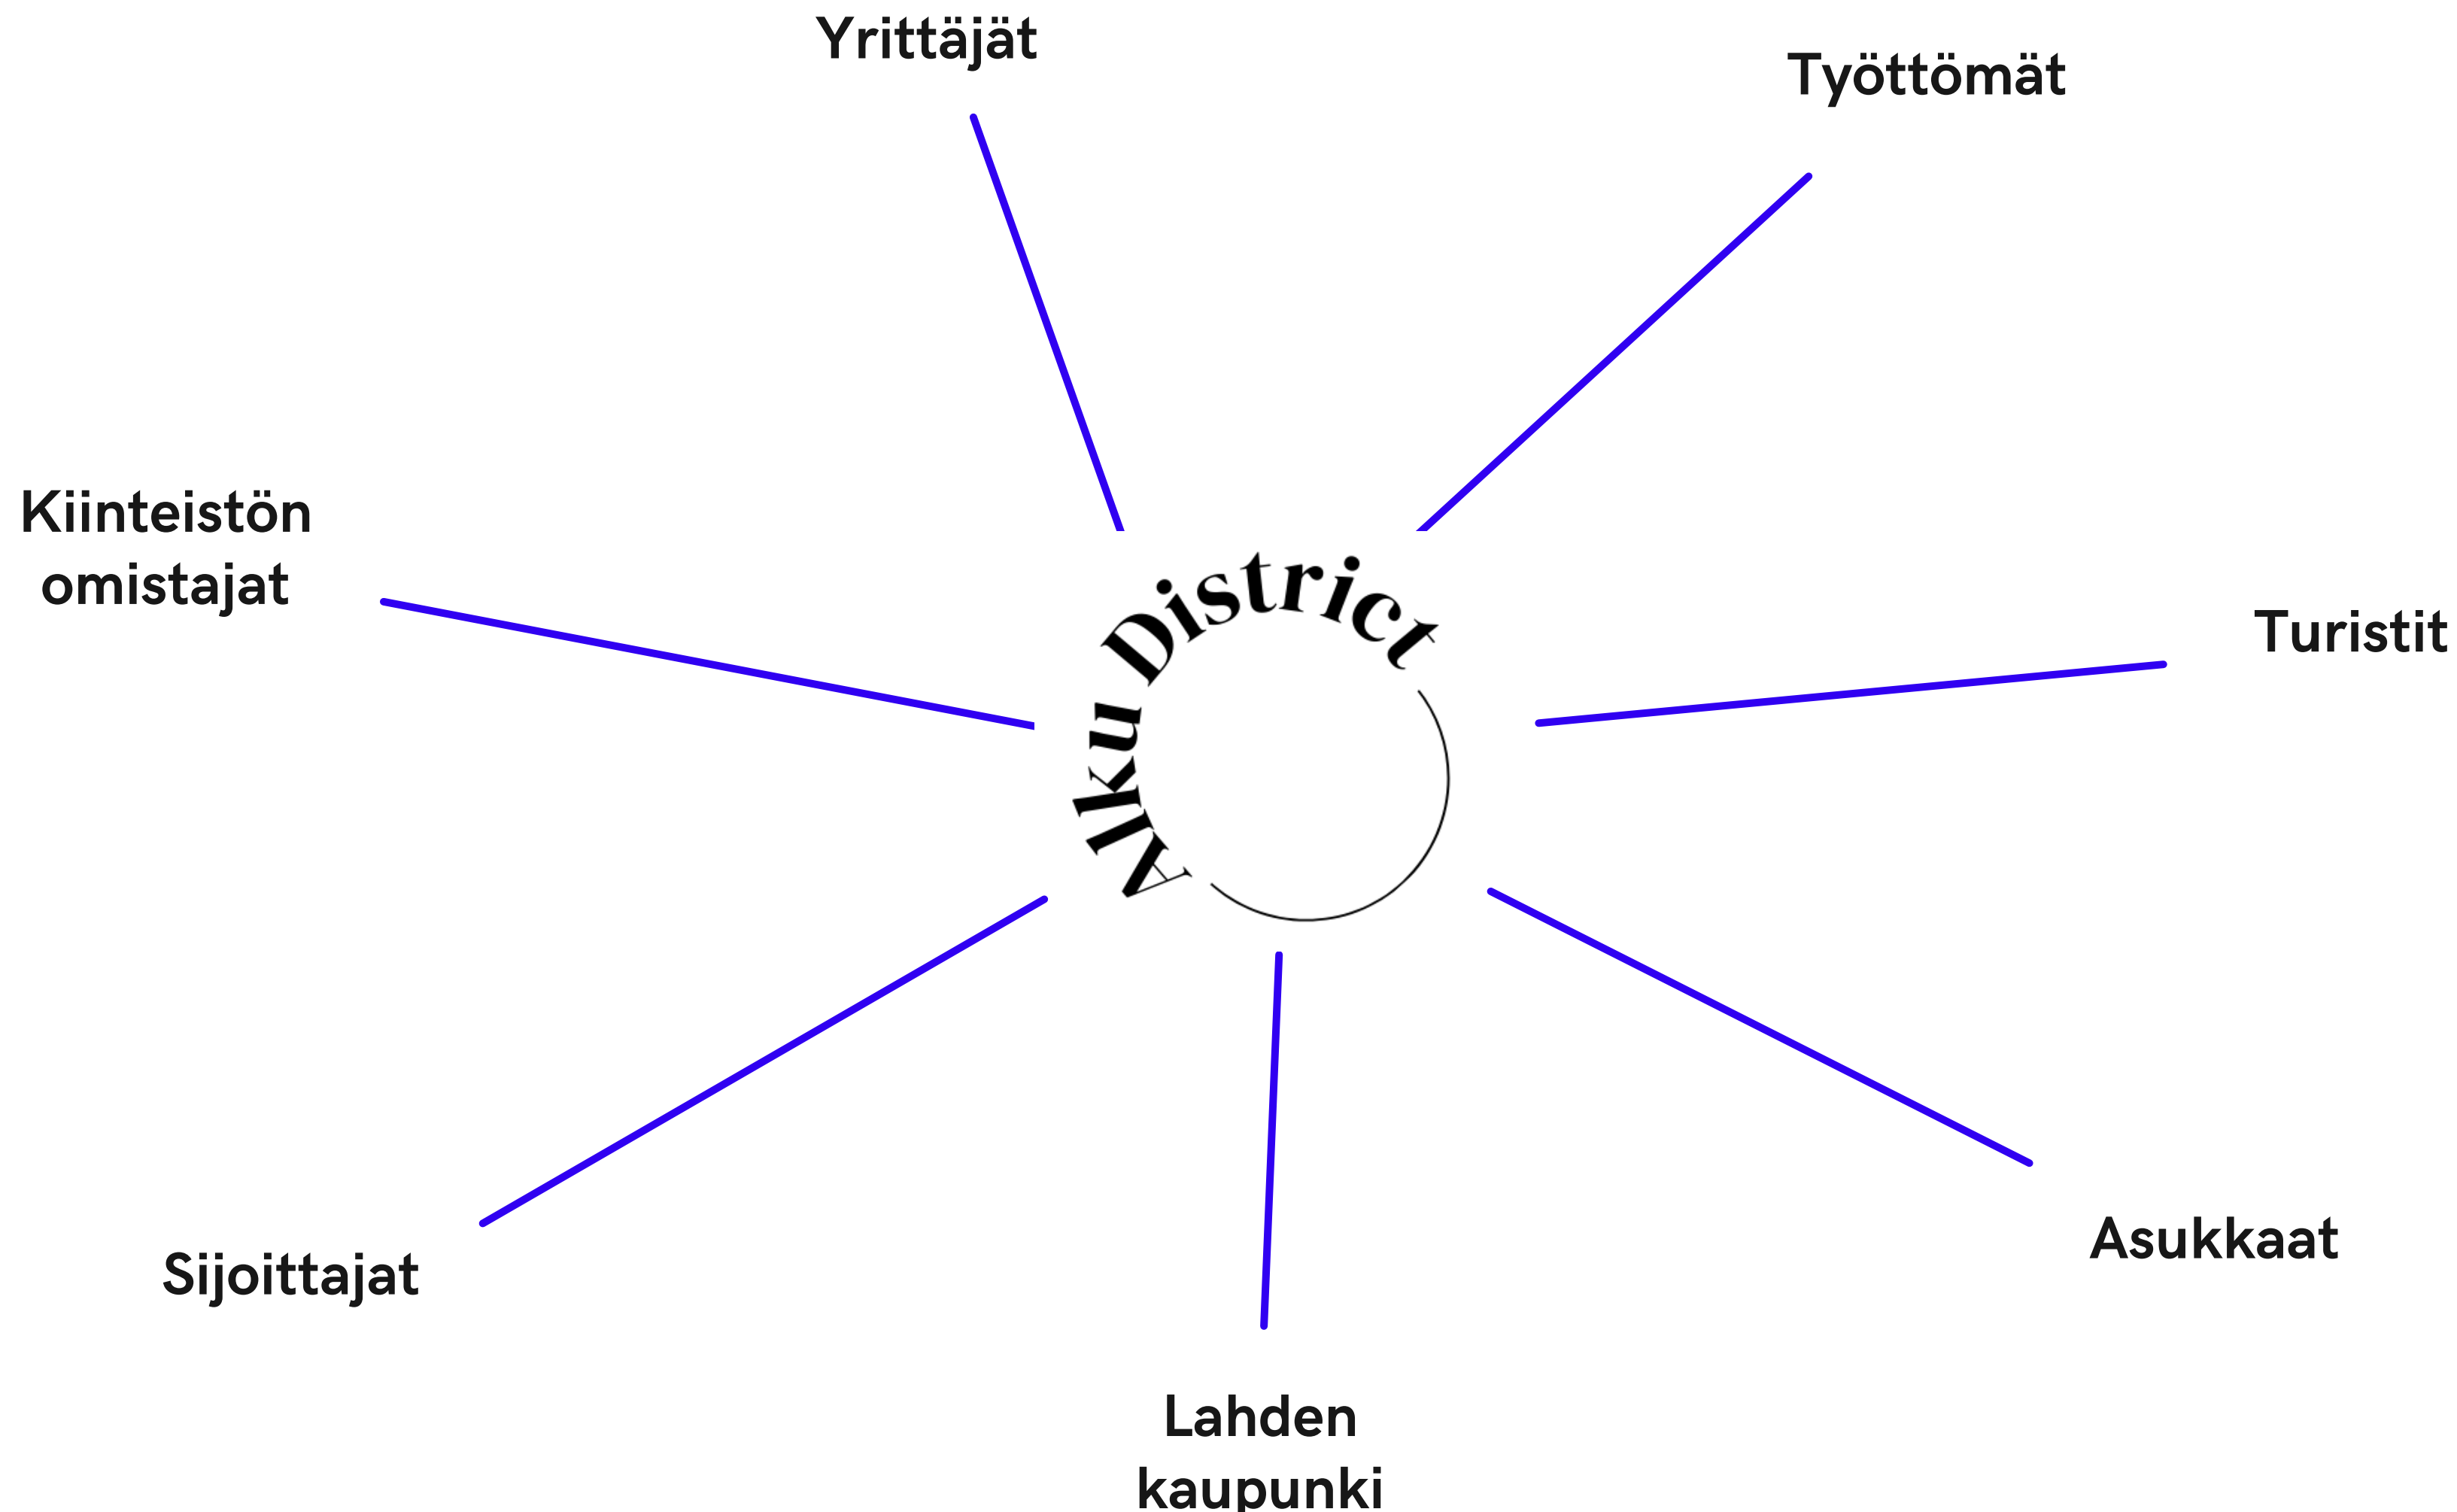 Yrittäjät
Työttömät
Kiinteistön
omistajat
Turistit
Alku District
Asukkaat
Sijoittajat
Lahden
kaupunki